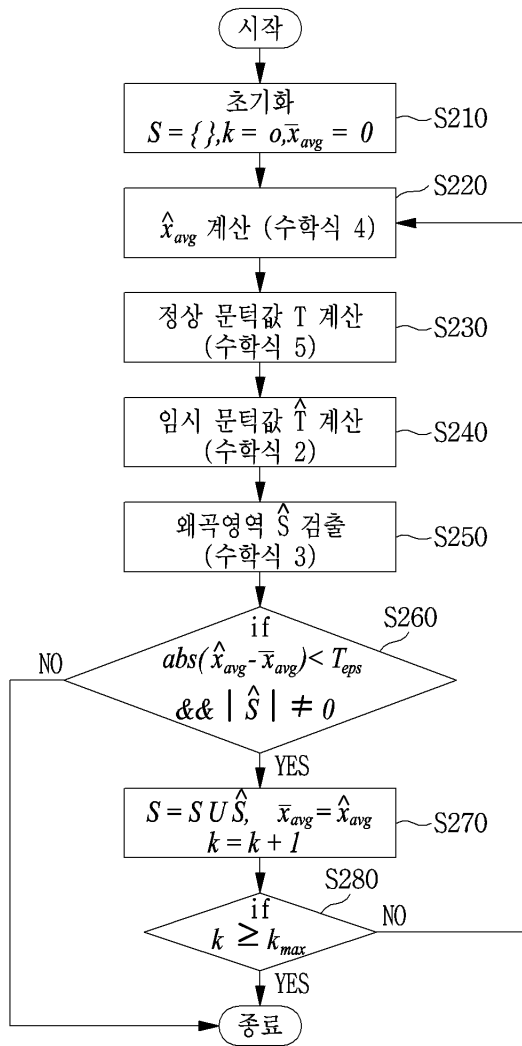 시작
초기화
S = { },k = o,x̄avg = 0
S210
S220
x̂avg 계산 (수학식 4)
정상 문턱값 T 계산
(수학식 5)
S230
임시 문턱값 T̂ 계산
(수학식 2)
S240
왜곡영역 Ŝ 검출
(수학식 3)
S250
if
S260
NO
abs(x̂avg-x̄avg)< Teps
&& | Ŝ | ≠ 0
YES
S = S U Ŝ, x̄avg = x̂avg
k = k + 1
S270
if
S280
k ≥ kmax
NO
YES
종료